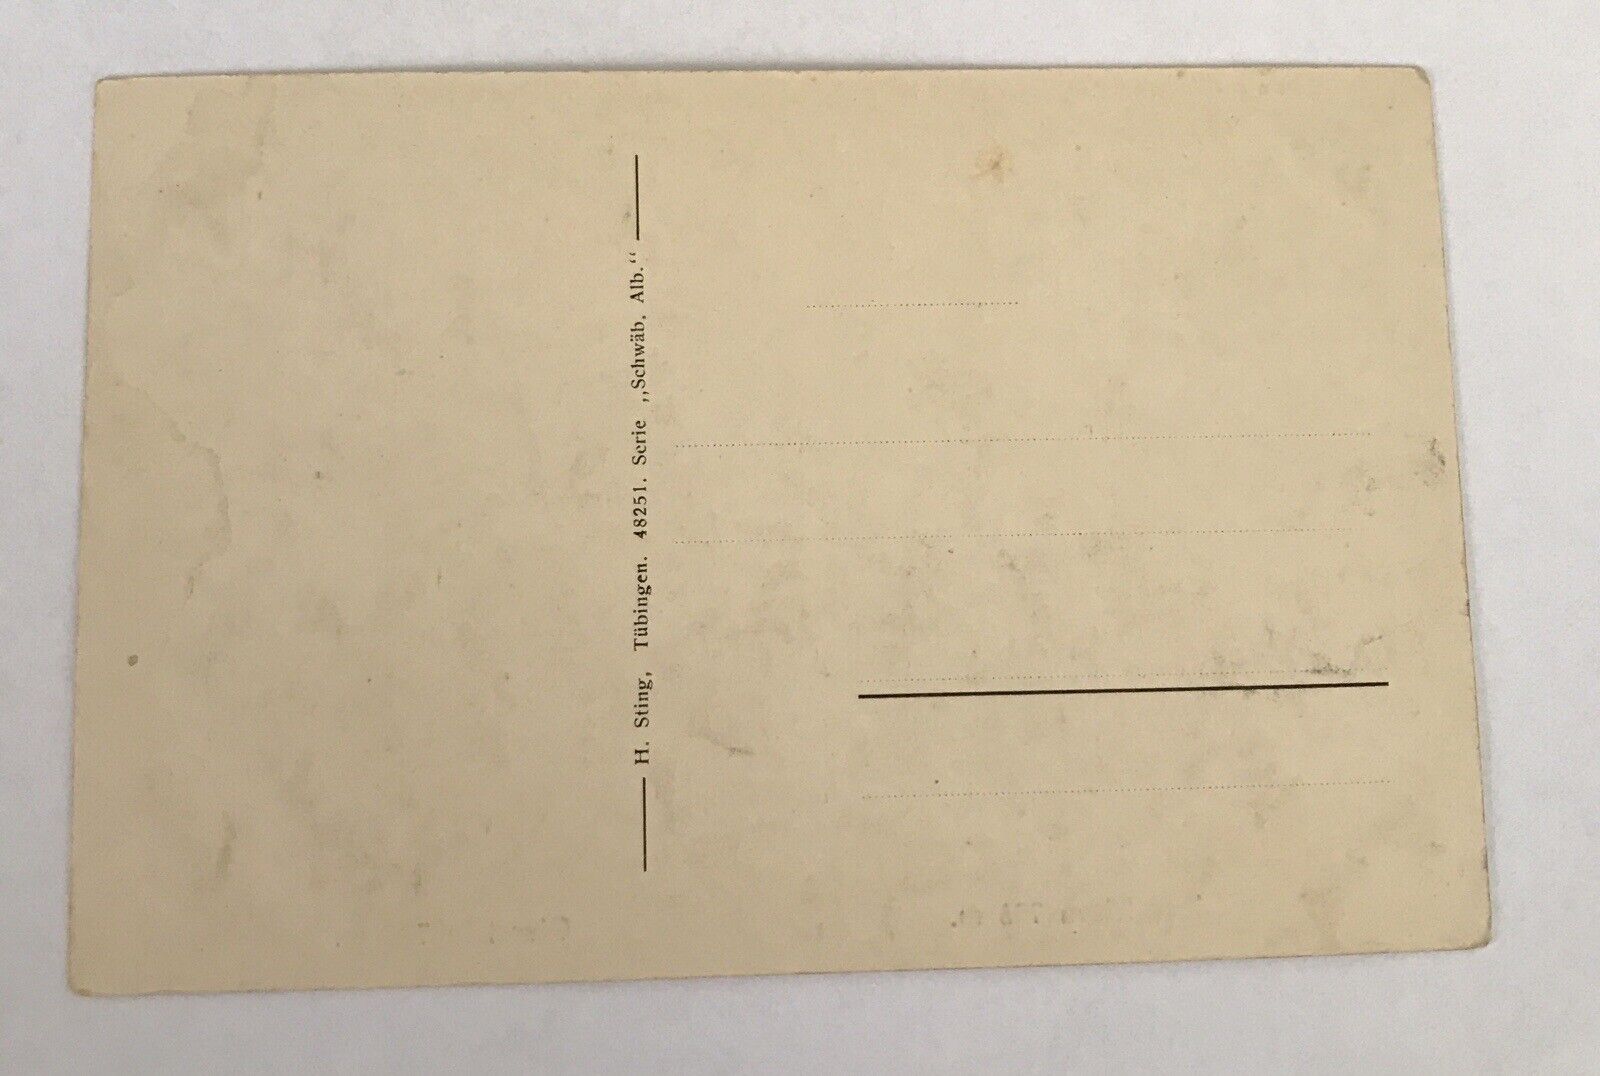 H. Sting, Tübingen. 48251. Serie „Schwäb. Alb.“